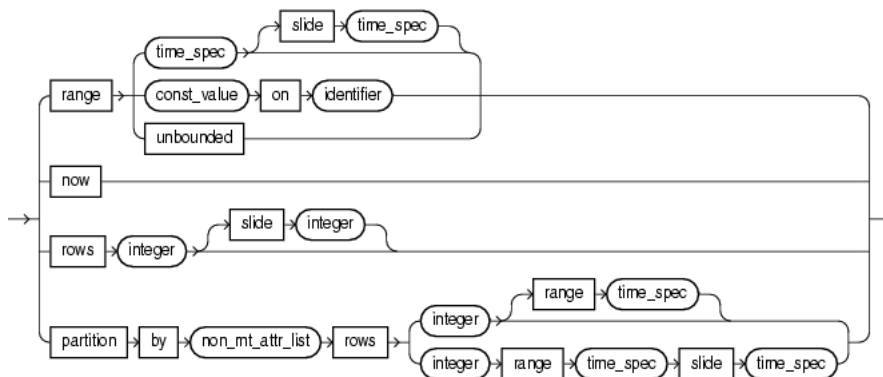 slide time_spec
time_spec
range const_value on identifier
unbounded
now
slide integer
rows integer
range time_spec
integer
partition by non_mt_attr_list rows
integer range time_spec slide time_spec